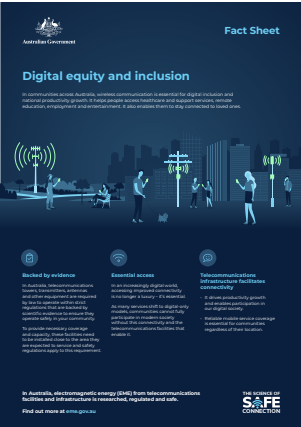 Australian Government
Fact Sheet
Digital equity and inclusion
In communities across Australia, wireless communication is essential for digital inclusion and
national productivity growth. It helps people access healthcare and support services, remote
education, employment and entertainment. It also enables them to stay connected to loved ones.
Backed by evidence
In Australia, telecommunications
towers, transmitters, antennas
and other equipment are required
by law to operate within strict
regulations that are backed by
scientific evidence to ensure they
operate safely in your community.
To provide necessary coverage
and capacity, these facilities need
to be installed close to the area they
are expected to service and safety
regulations apply to this requirement.
Essential access
In an increasingly digital world,
accessing improved connectivity
is no longer a luxury – it's essential.
As many services shift to digital-only
models, communities cannot fully
participate in modern society
without this connectivity and the
telecommunications facilities that
enable it.
Telecommunications
infrastructure facilitates
connectivity
- It drives productivity growth
and enables participation in
our digital society.
- Reliable mobile service coverage
is essential for communities
regardless of their location.
In Australia, electromagnetic energy (EME) from telecommunications
facilities and infrastructure is researched, regulated and safe.
Find out more at eme.gov.au
THE SCIENCE OF
SAFE
CONNECTION